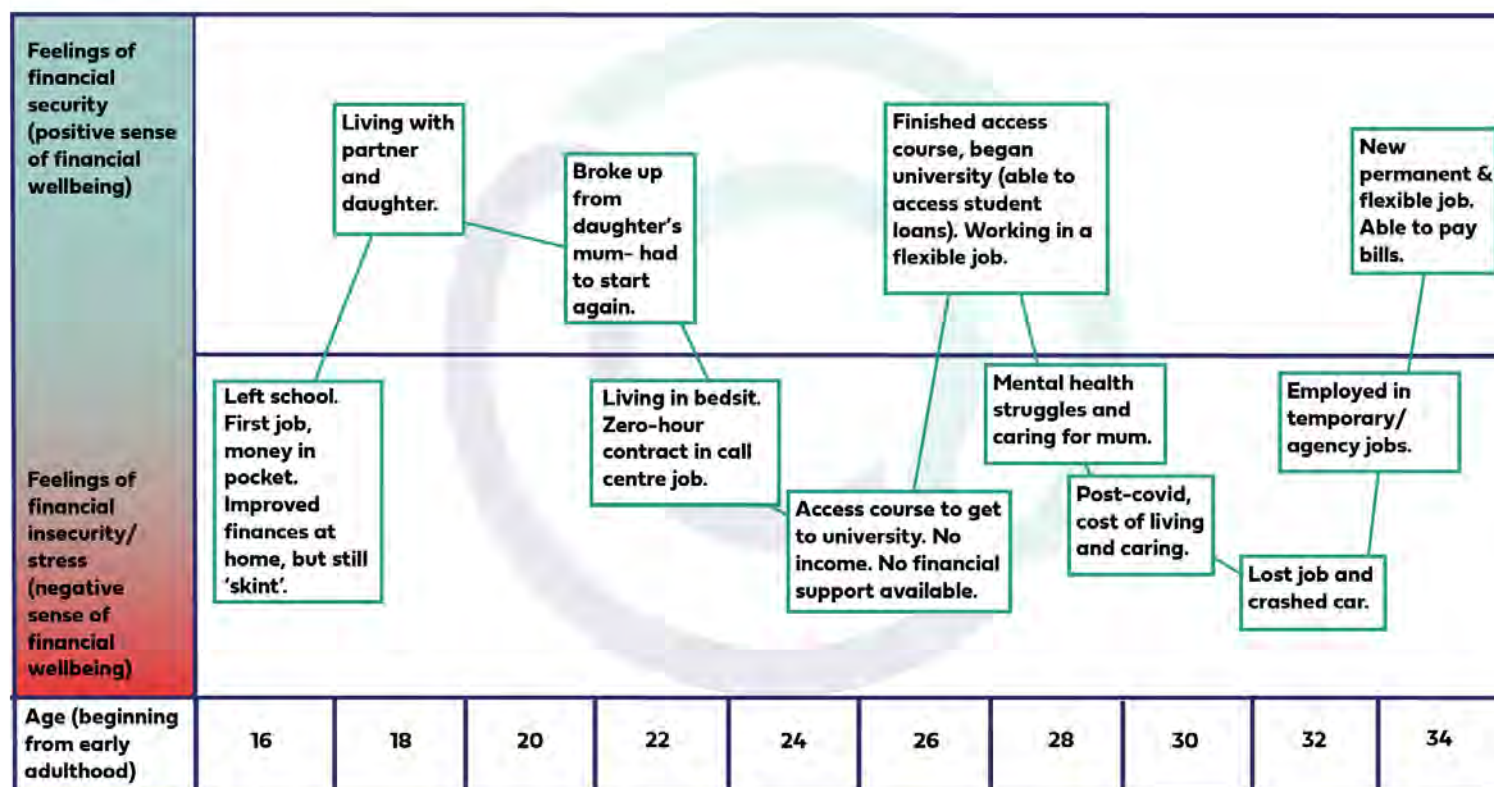 Feelings of
financial
security
(positive sense
of financial
wellbeing)
Feelings of
financial
insecurity/
stress
(negative
sense of
financial
wellbeing)
Left school.
First job,
money in
pocket.
Improved
finances at
home, but still
‘skint’.
Living with
partner
and
daughter.
Broke up
from
daughter’s
mum- had
to start
again.
Living in bedsit.
Zero-hour
contract in call
centre job.
Access course to get
to university. No
income. No financial
support available.
Finished access
course, began
university (able to
access student
loans). Working in a
flexible job.
Mental health
struggles and
caring for mum.
Post-covid,
cost of living
and caring.
Lost job and
crashed car.
Employed in
temporary/
agency jobs.
New
permanent &
flexible job.
Able to pay
bills.
Age (beginning
from early
adulthood)
16 18 20 22 24 26 28 30 32 34